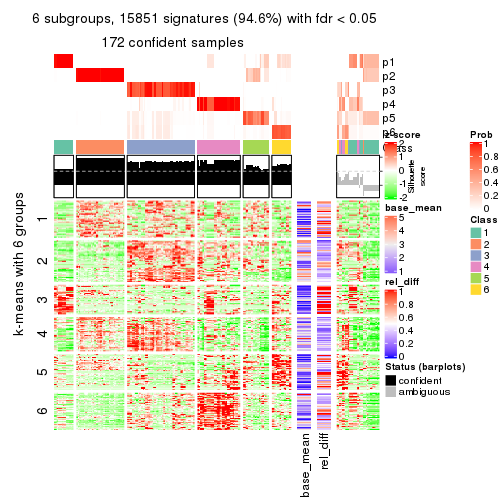 6 subgroups, 15851 signatures (94.6%) with fdr < 0.05
172 confident samples
p1
p2
p3
p4
p5
p6
Class
Silhouette
score
k-means with 6 groups
1
2
3
4
5
6
base_mean
rel_diff
z-score
2
1
0
-1
-2
base_mean
5
4
3
2
1
rel_diff
1
0.8
0.6
0.4
0.2
0
Status (barplots)
confident
ambiguous
Prob
1
0.8
0.6
0.4
0.2
0
Class
1
2
3
4
5
6